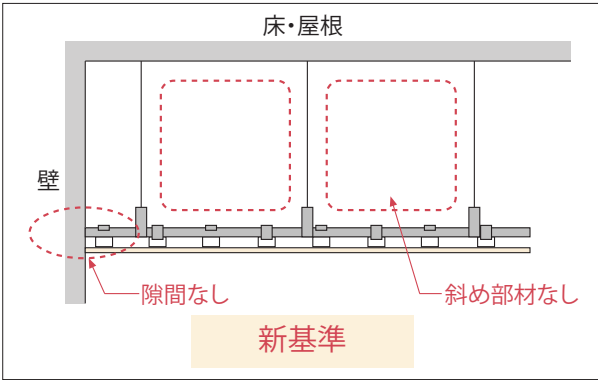 床・屋根
壁
隙間なし
斜め部材なし
新基準